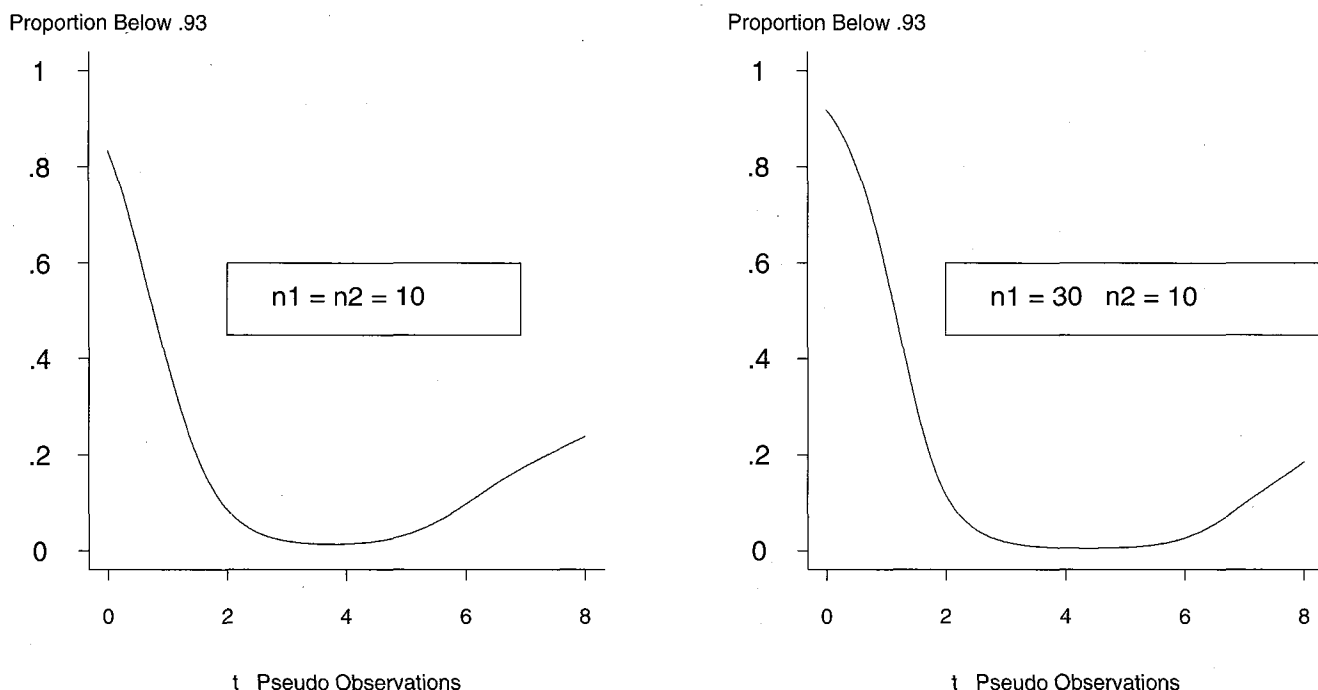 Proportion Below .93
1
.8
.6
.4
.2
0
n1 = n2 = 10
0 2 4 6 8
t Pseudo Observations
Proportion Below .93
1
.8
.6
.4
.2
0
n1 = 30 n2 = 10
0 2 4 6 8
t Pseudo Observations